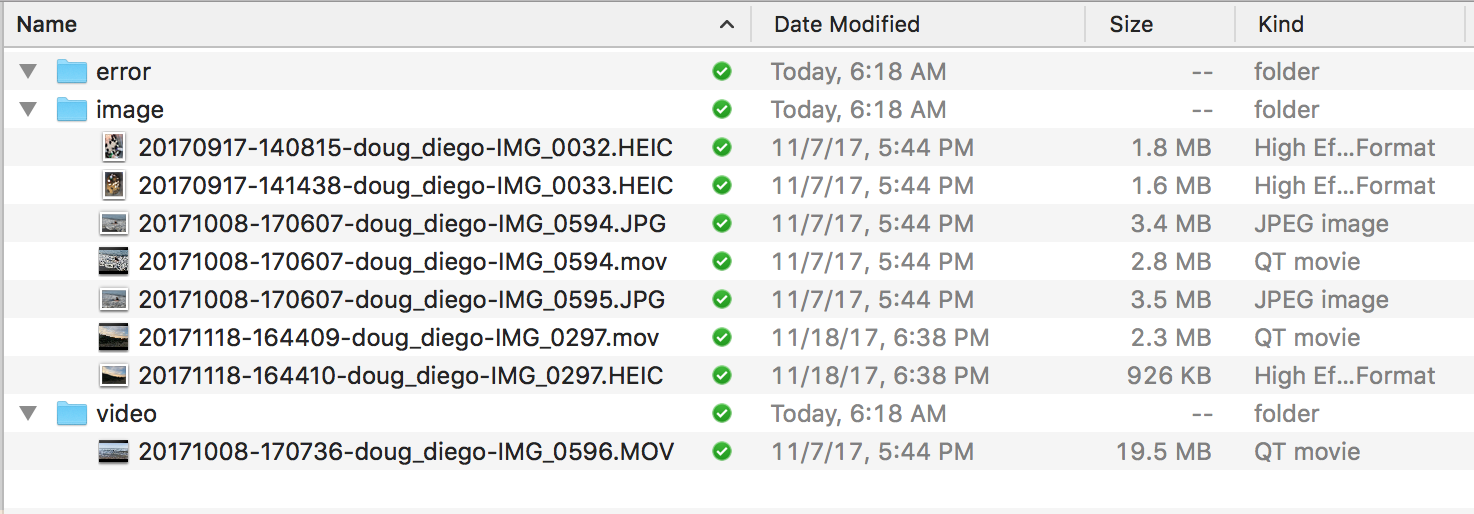 Name Date Modified Size Kind
error Today, 6:18 AM -- folder
image Today, 6:18 AM -- folder
20170917-140815-doug_diego-IMG_0032.HEIC 11/7/17, 5:44 PM 1.8 MB High Ef...Format
20170917-141438-doug_diego-IMG_0033.HEIC 11/7/17, 5:44 PM 1.6 MB High Ef...Format
20171008-170607-doug_diego-IMG_0594.JPG 11/7/17, 5:44 PM 3.4 MB JPEG image
20171008-170607-doug_diego-IMG_0594.mov 11/7/17, 5:44 PM 2.8 MB QT movie
20171008-170607-doug_diego-IMG_0595.JPG 11/7/17, 5:44 PM 3.5 MB JPEG image
20171118-164409-doug_diego-IMG_0297.mov 11/18/17, 6:38 PM 2.3 MB QT movie
20171118-164410-doug_diego-IMG_0297.HEIC 11/18/17, 6:38 PM 926 KB High Ef...Format
video Today, 6:18 AM -- folder
20171008-170736-doug_diego-IMG_0596.MOV 11/7/17, 5:44 PM 19.5 MB QT movie